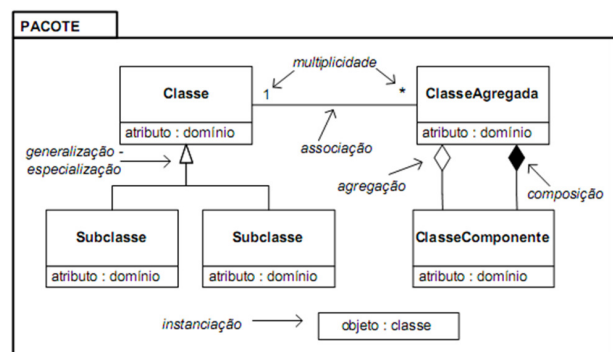 PACOTE
multiplicidade
Classe
1
*
ClasseAgregada
atributo : domínio
associação
atributo : domínio
generalização -
especialização
agregação
composição
Subclasse
Subclasse
ClasseComponente
atributo : domínio
atributo : domínio
atributo : domínio
instanciação
objeto : classe